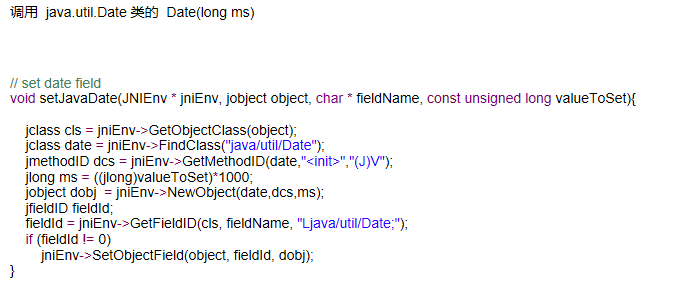 调用  java.util.Date 类的  Date(long ms)
// set date field
void setJavaDate(JNIEnv * jniEnv, jobject object, char * fieldName, const unsigned long valueToSet){
jclass cls = jniEnv->GetObjectClass(object);
jclass date = jniEnv->FindClass("java/util/Date");
jmethodID dcs = jniEnv->GetMethodID(date,"<init>","(J)V");
jlong ms = ((jlong)valueToSet)*1000;
jobject dobj  = jniEnv->NewObject(date,dcs,ms);
jfieldID fieldId;
fieldId = jniEnv->GetFieldID(cls, fieldName, "Ljava/util/Date;");
if (fieldId != 0)
jniEnv->SetObjectField(object, fieldId, dobj);
}